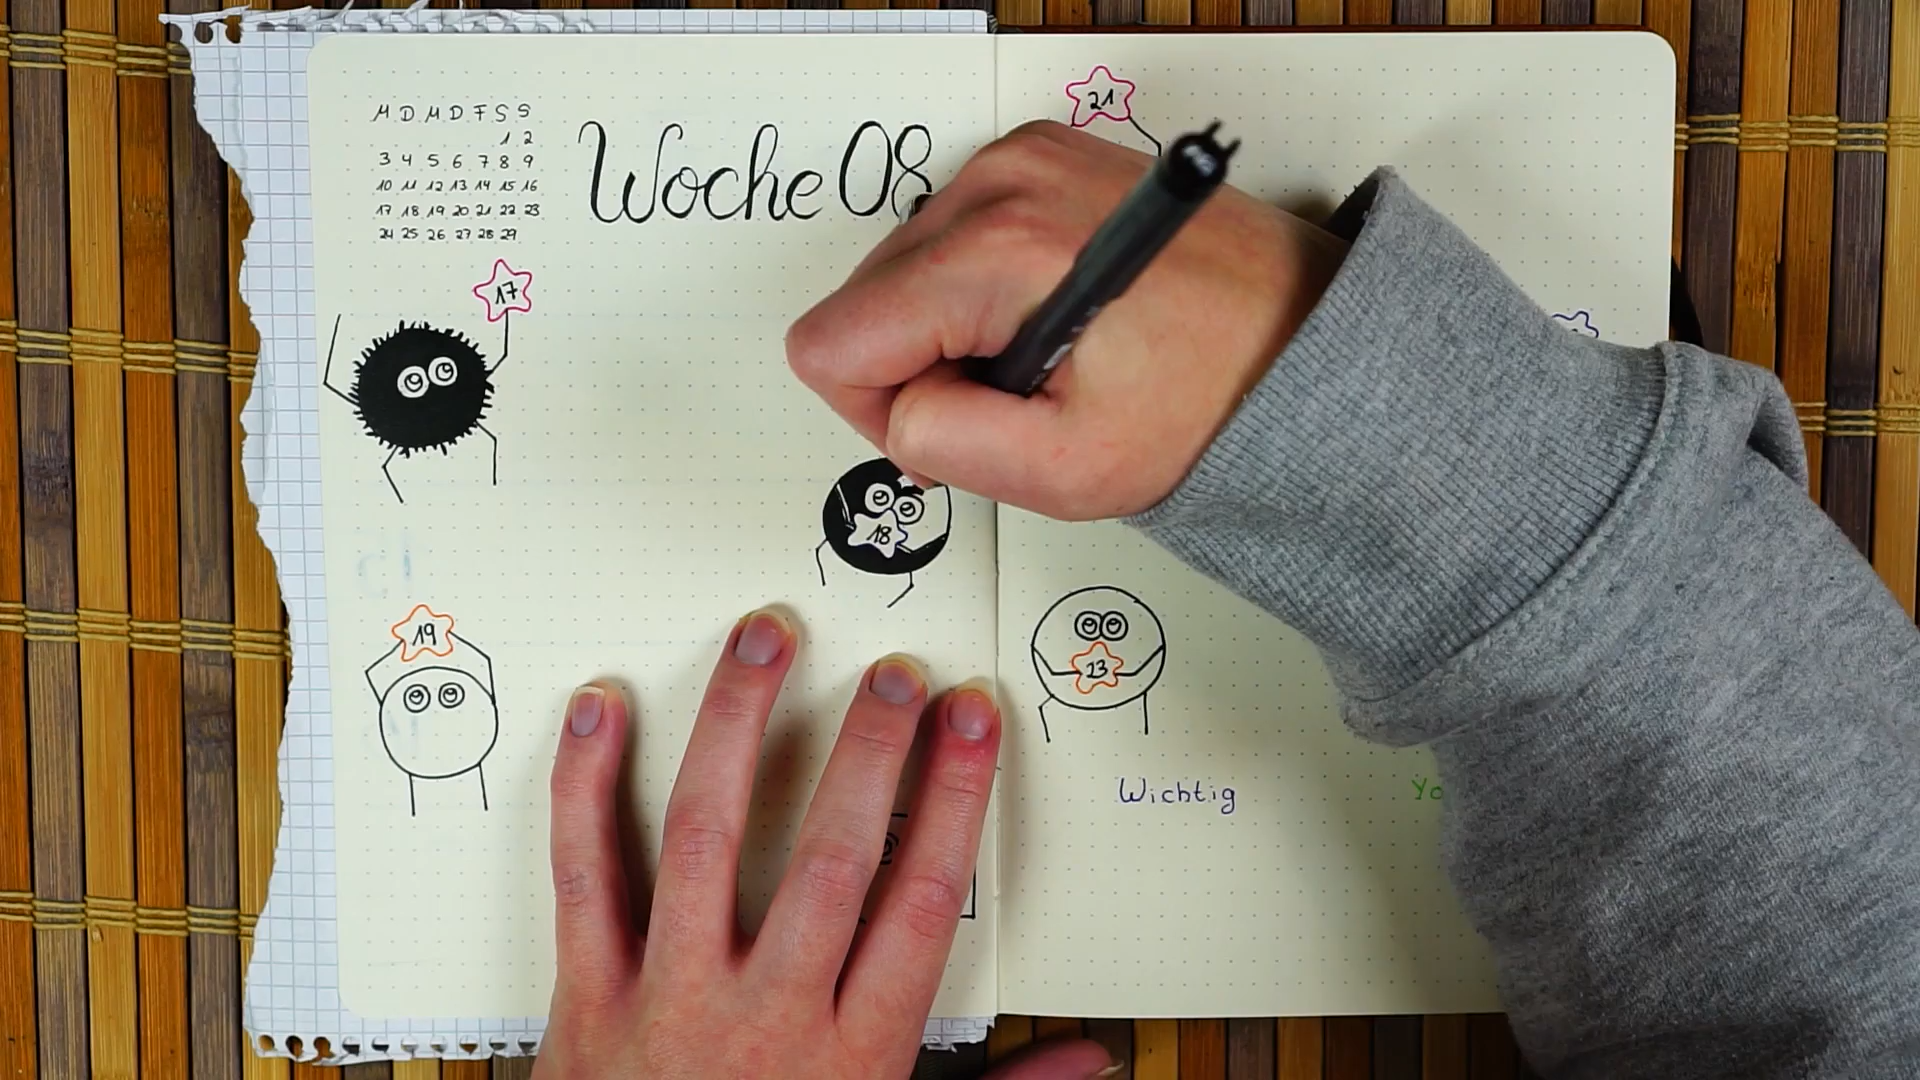 M D M D F S S
1 2
3 4 5 6 7 8 9
10 11 12 13 14 15 16
17 18 19 20 21 22 23
24 25 26 27 28 29
Woche 08
17
18
19
21
23
Wichtig